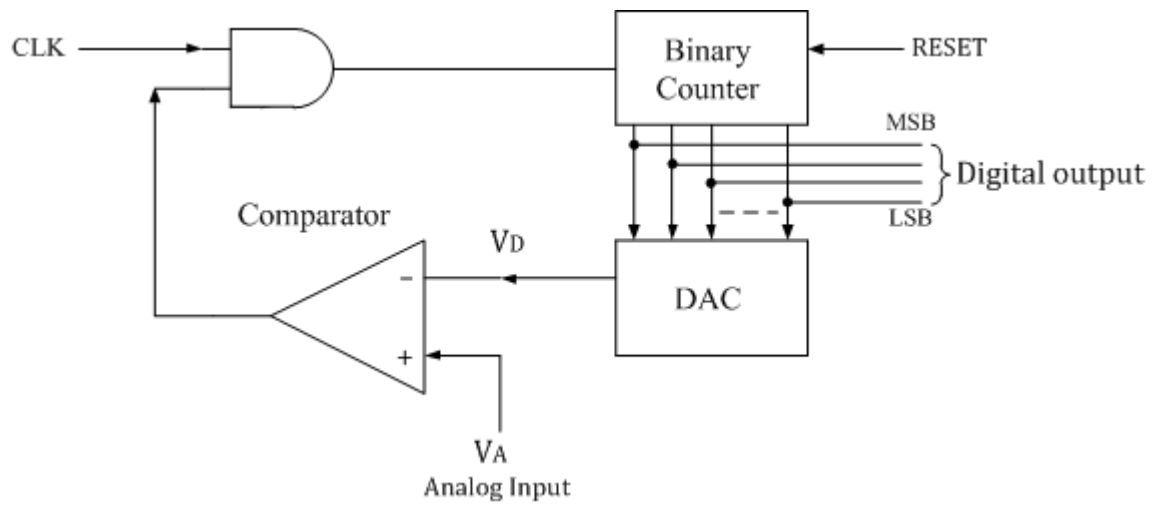 CLK
Binary
Counter
RESET
MSB
Digital output
LSB
Comparator
VD
DAC
−
+
VA
Analog Input